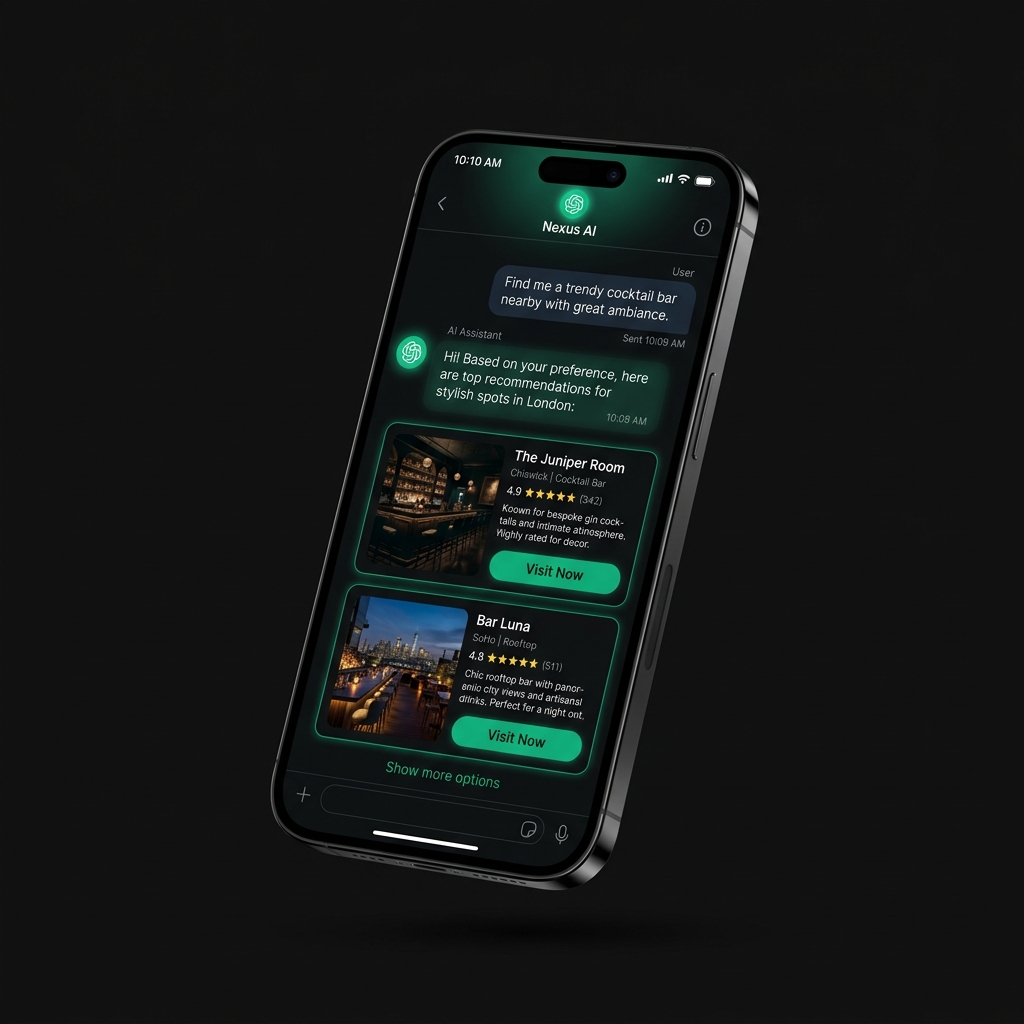 10:10 AM
Nexus AI
User
Find me a trendy cocktail bar
nearby with great ambiance.
Sent 10:09 AM
AI Assistant
Hi! Based on your preference, here
are top recommendations for
stylish spots in London:
10:08 AM
The Juniper Room
Chiswick | Cocktail Bar
4.9 ★★★★★ (342)
Koown for bespoke gin cock-
talls and intimate atinosphere.
Wighly rated for decor.
Visit Now
Bar Luna
SoHo | Rooftop
4.8 ★★★★★ (511)
Chic rooftop bar with panor-
enio city views and artisansl
drinks. Perfect fer a night ont.
Visit Now
Show more options